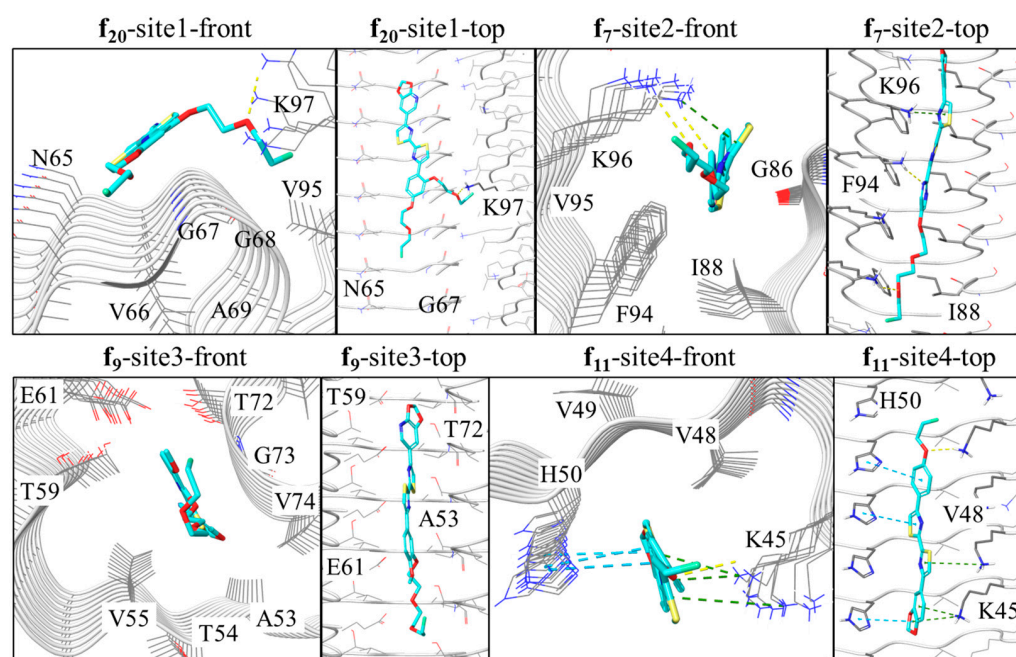 f₂₀-site1-front
f₂₀-site1-top
f₇-site2-front
f₇-site2-top
K97
N65
V95
G67
G68
V66
A69
K97
N65
G67
K96
G86
V95
I88
F94
K96
F94
I88
f₉-site3-front
f₉-site3-top
f₁₁-site4-front
f₁₁-site4-top
E61
T72
G73
T59
V74
V55
T54
A53
T59
T72
A53
E61
V49
V48
H50
K45
H50
V48
K45